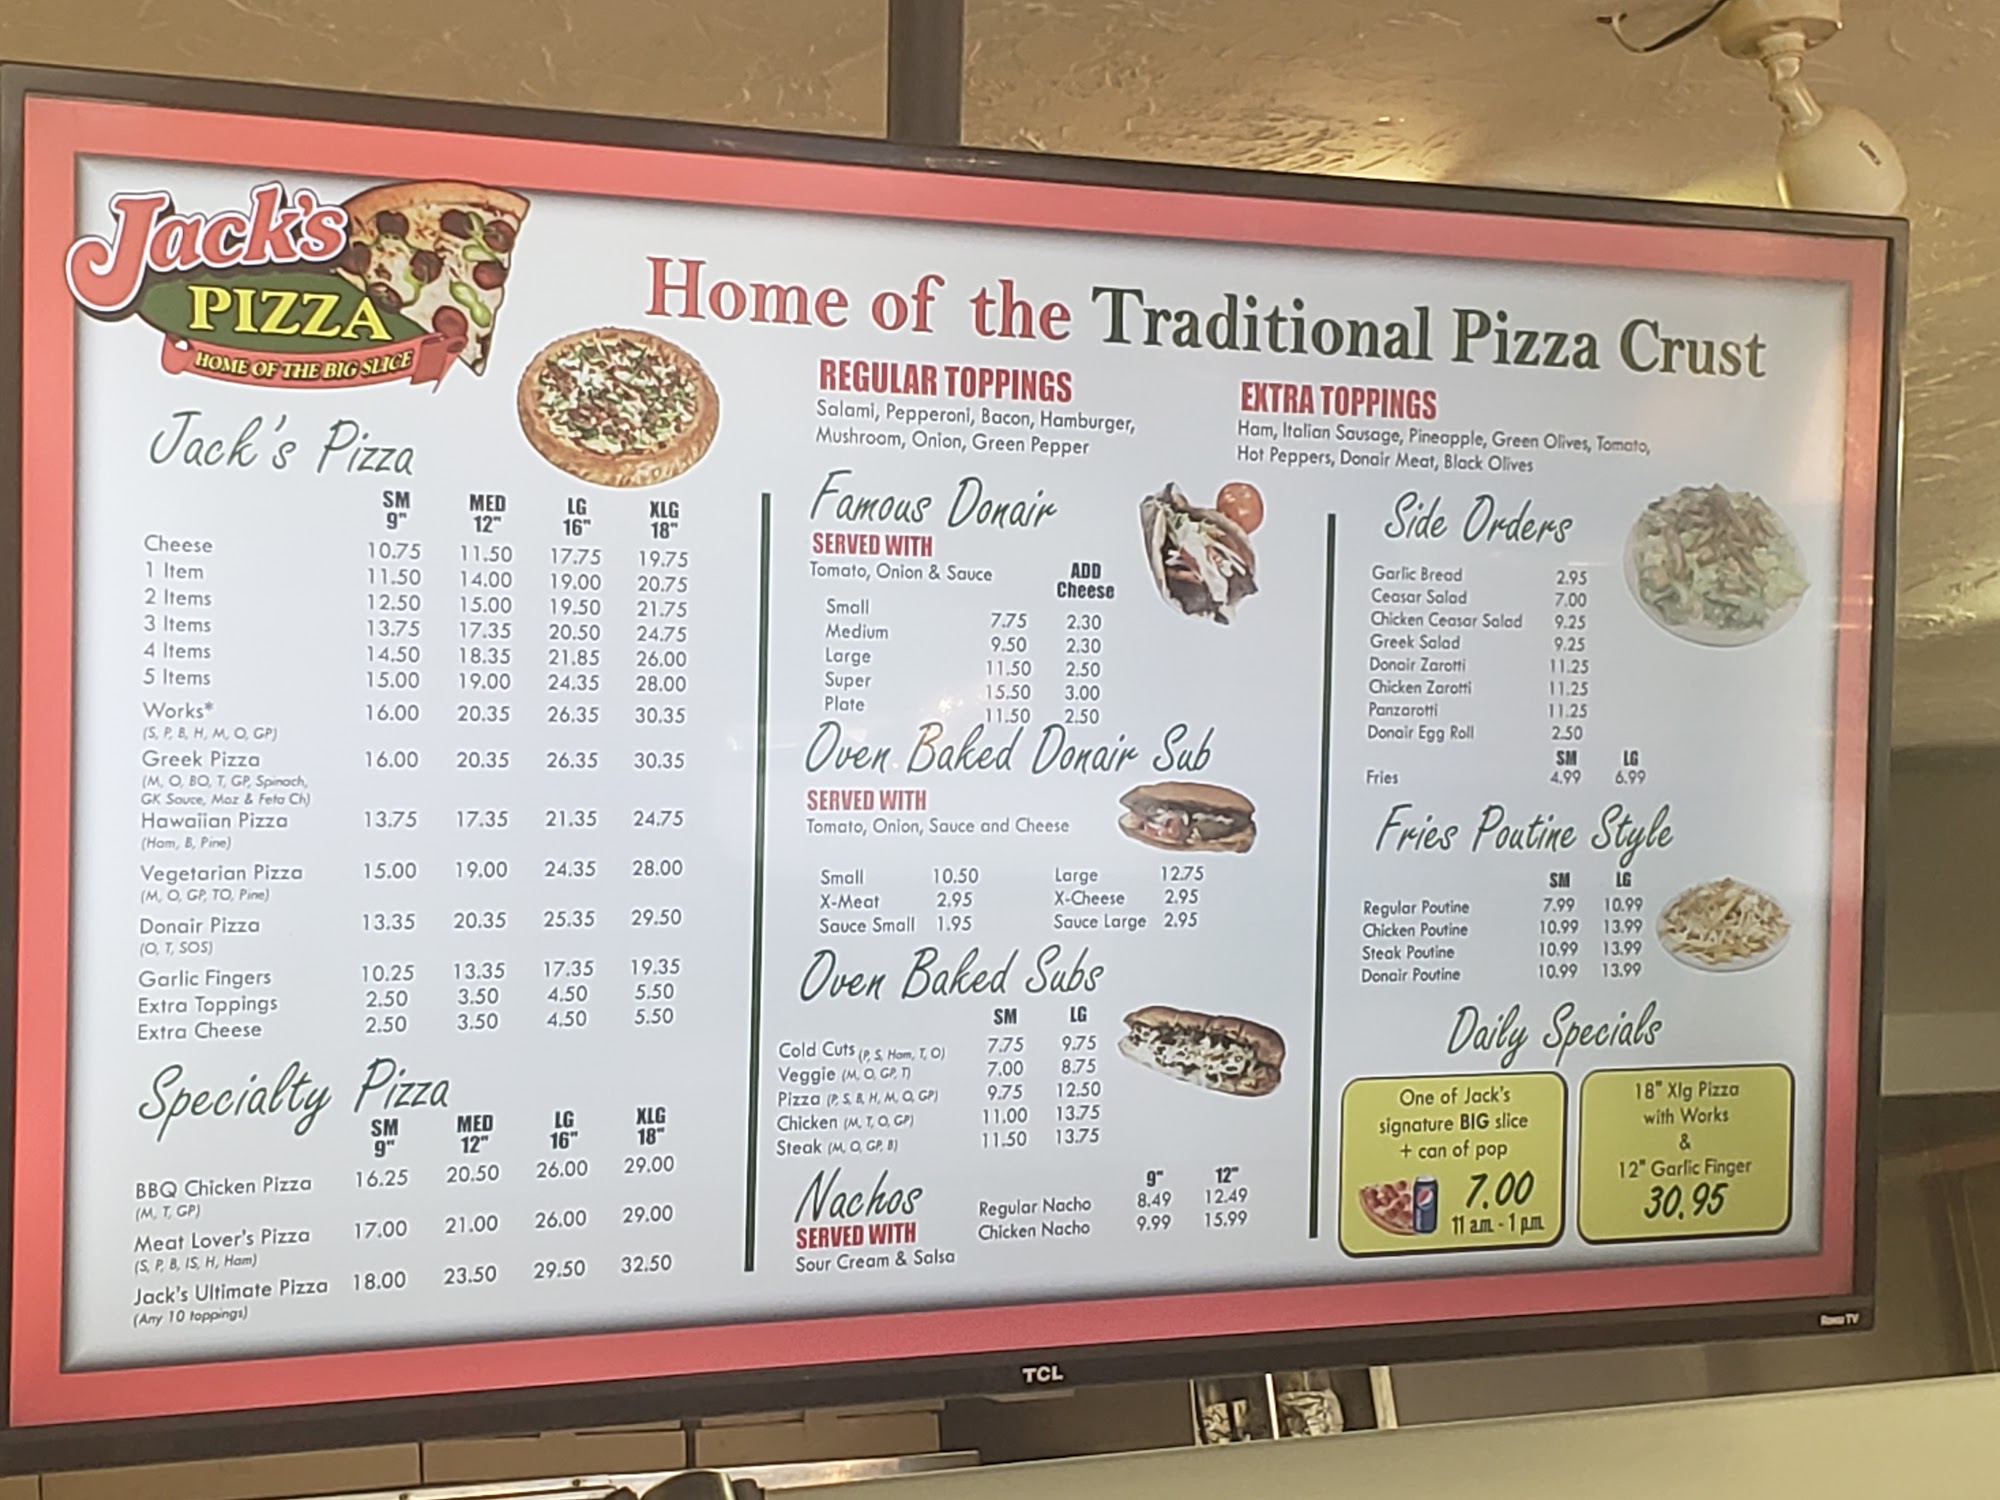 Jack's
PIZZA
HOME OF THE BIG SLICE
Home of the Traditional Pizza Crust
REGULAR TOPPINGS
Salami, Pepperoni, Bacon, Hamburger,
Mushroom, Onion, Green Pepper
EXTRA TOPPINGS
Ham, Italian Sausage, Pineapple, Green Olives, Tomato,
Hot Peppers, Donair Meat, Black Olives
Jack's Pizza
SM MED LG XLG
9" 12" 16" 18"
Cheese 10.75 11.50 17.75 19.75
1 Item 11.50 14.00 19.00 20.75
2 Items 12.50 15.00 19.50 21.75
3 Items 13.75 17.35 20.50 24.75
4 Items 14.50 18.35 21.85 26.00
5 Items 15.00 19.00 24.35 28.00
Works* 16.00 20.35 26.35 30.35
(S, P, B, H, M, O, GP)
Greek Pizza 16.00 20.35 26.35 30.35
(M, O, BO, T, GP, Spinach,
GK Sauce, Moz & Feta Ch)
Hawaiian Pizza 13.75 17.35 21.35 24.75
(Ham, B, Pine)
Vegetarian Pizza 15.00 19.00 24.35 28.00
(M, O, GP, TO, Pine)
Donair Pizza 13.35 20.35 25.35 29.50
(O, T, SOS)
Garlic Fingers 10.25 13.35 17.35 19.35
Extra Toppings 2.50 3.50 4.50 5.50
Extra Cheese 2.50 3.50 4.50 5.50
Specialty Pizza
SM MED LG XLG
9" 12" 16" 18"
BBQ Chicken Pizza 16.25 20.50 26.00 29.00
(M, T, GP)
Meat Lover's Pizza 17.00 21.00 26.00 29.00
(S, P, B, IS, H, Ham)
Jack's Ultimate Pizza 18.00 23.50 29.50 32.50
(Any 10 toppings)
Famous Donair
SERVED WITH
Tomato, Onion & Sauce
ADD
Cheese
Small 7.75 2.30
Medium 9.50 2.30
Large 11.50 2.50
Super 15.50 3.00
Plate 11.50 2.50
Oven Baked Donair Sub
SERVED WITH
Tomato, Onion, Sauce and Cheese
Small 10.50 Large 12.75
X-Meat 2.95 X-Cheese 2.95
Sauce Small 1.95 Sauce Large 2.95
Oven Baked Subs
SM LG
Cold Cuts (P, S, Ham, T, O) 7.75 9.75
Veggie (M, O, GP, T) 7.00 8.75
Pizza (P, S, B, H, M, O, GP) 9.75 12.50
Chicken (M, T, O, GP) 11.00 13.75
Steak (M, O, GP, B) 11.50 13.75
Nachos
SERVED WITH
Sour Cream & Salsa
9" 12"
Regular Nacho 8.49 12.49
Chicken Nacho 9.99 15.99
Side Orders
Garlic Bread 2.95
Ceasar Salad 7.00
Chicken Ceasar Salad 9.25
Greek Salad 9.25
Donair Zarotti 11.25
Chicken Zarotti 11.25
Panzarotti 11.25
Donair Egg Roll 2.50
SM LG
Fries 4.99 6.99
Fries Poutine Style
SM LG
Regular Poutine 7.99 10.99
Chicken Poutine 10.99 13.99
Steak Poutine 10.99 13.99
Donair Poutine 10.99 13.99
Daily Specials
One of Jack's
signature BIG slice
+ can of pop
7.00
11 a.m. - 1 p.m.
18" Xlg Pizza
with Works
&
12" Garlic Finger
30.95
Roku TV
TCL